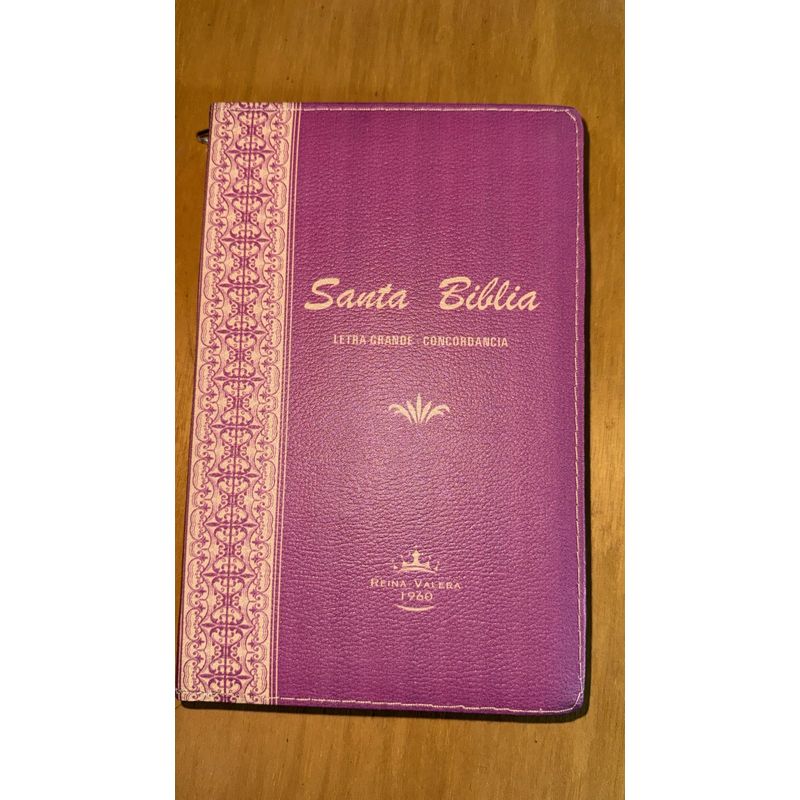 Santa Biblia
LETRA GRANDE CONCORDANCIA
REINA-VALERA
1960